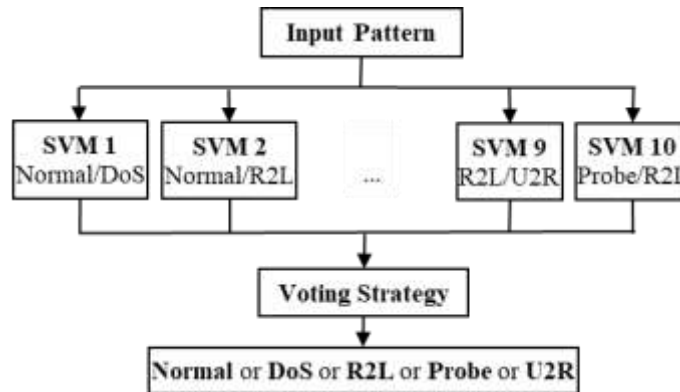 Input Pattern
SVM 1
Normal/DoS
SVM 2
Normal/R2L
...
SVM 9
R2L/U2R
SVM 10
Probe/R2L
Voting Strategy
Normal or DoS or R2L or Probe or U2R